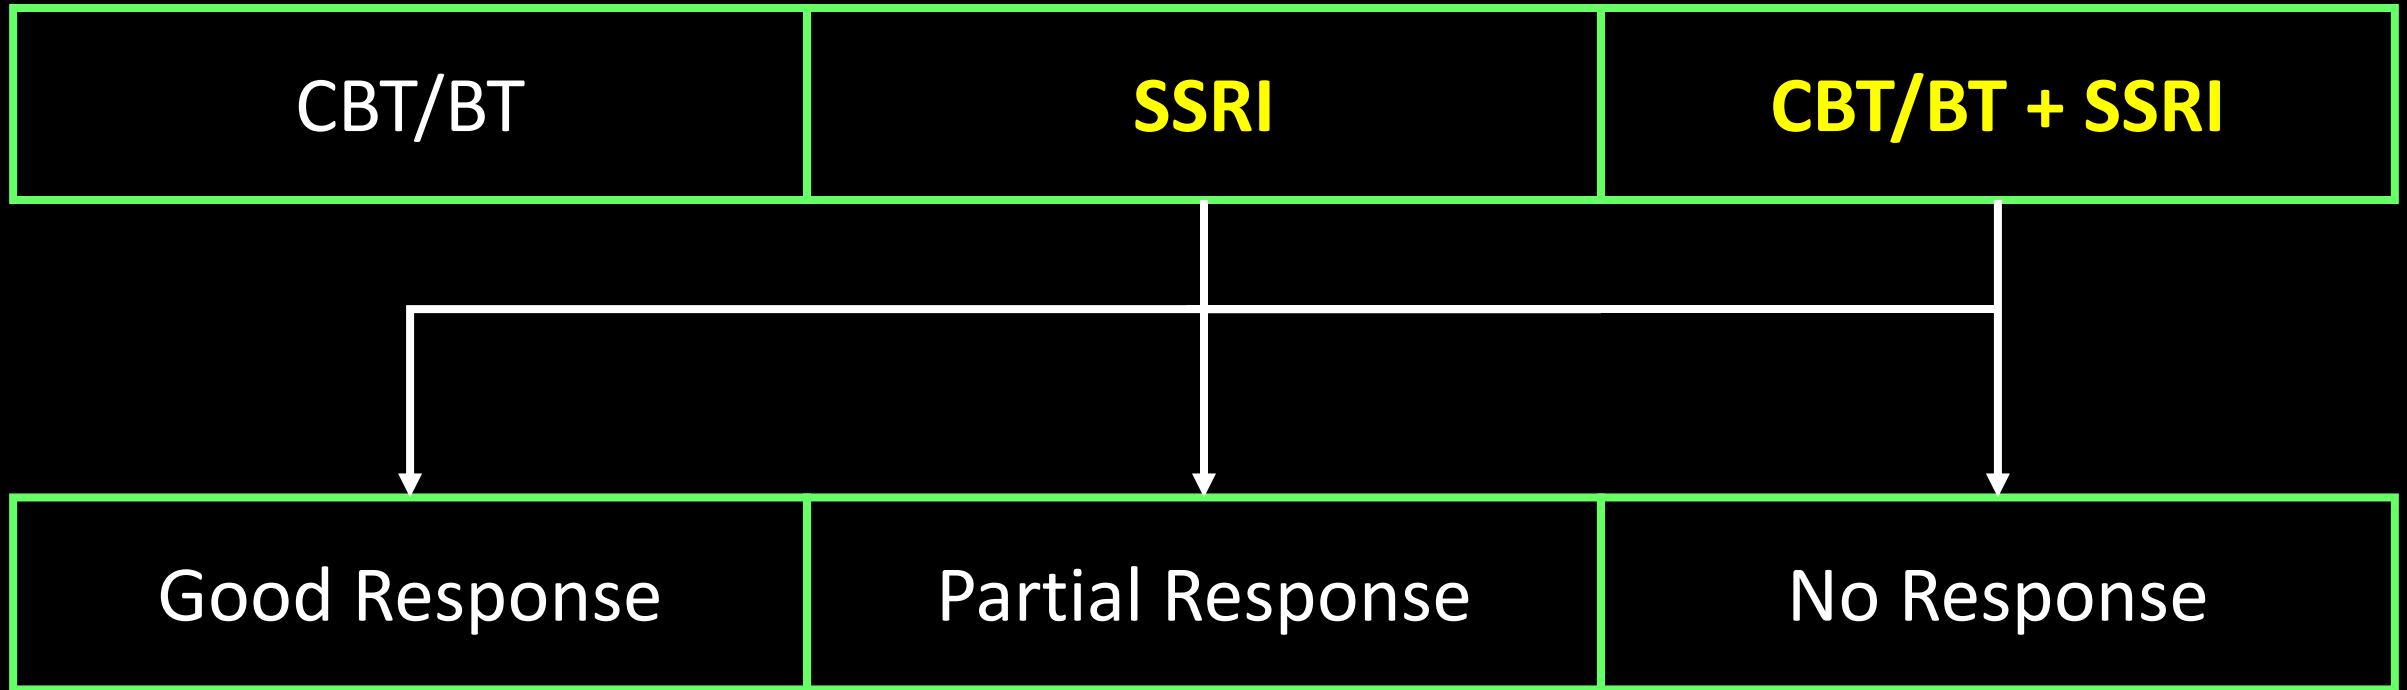 CBT/BT
SSRI
CBT/BT + SSRI
Good Response
Partial Response
No Response